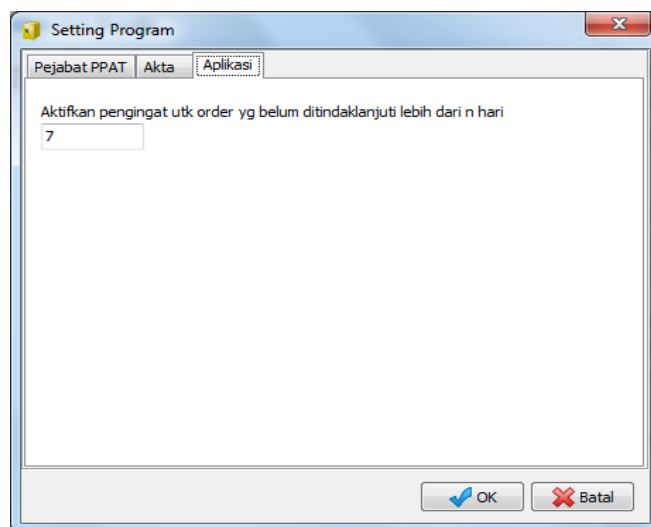 Setting Program
Pejabat PPAT Akta Aplikasi
Aktifkan pengingat utk order yg belum ditindaklanjuti lebih dari n hari
7
OK Batal